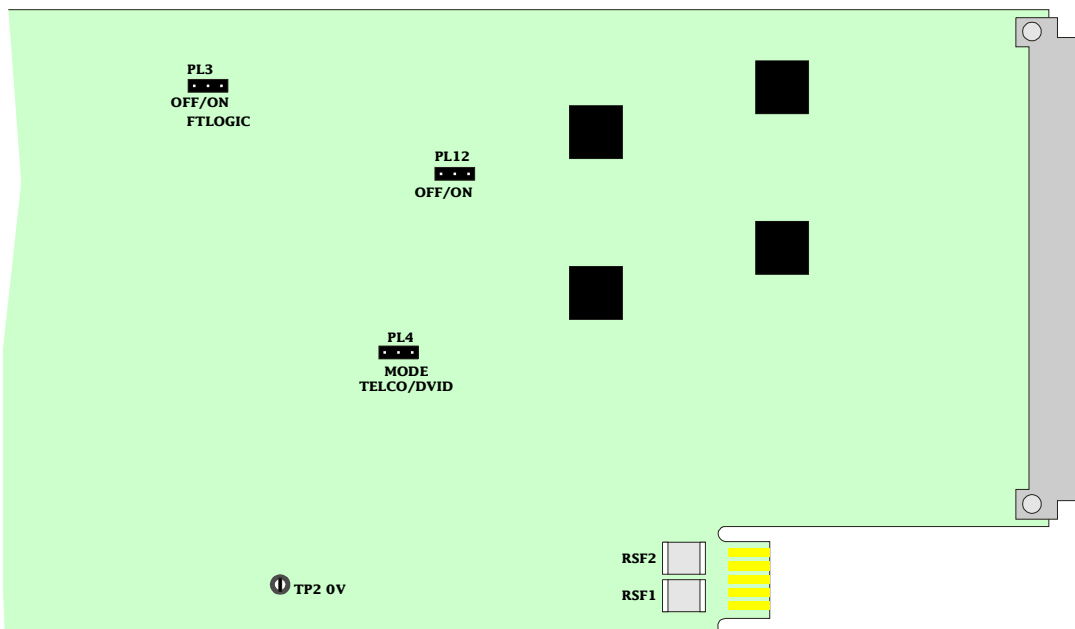 PL3
OFF/ON
FTLOGIC
PL12
OFF/ON
PL4
MODE
TELCO/DVID
RSF2
TP2 0V
RSF1